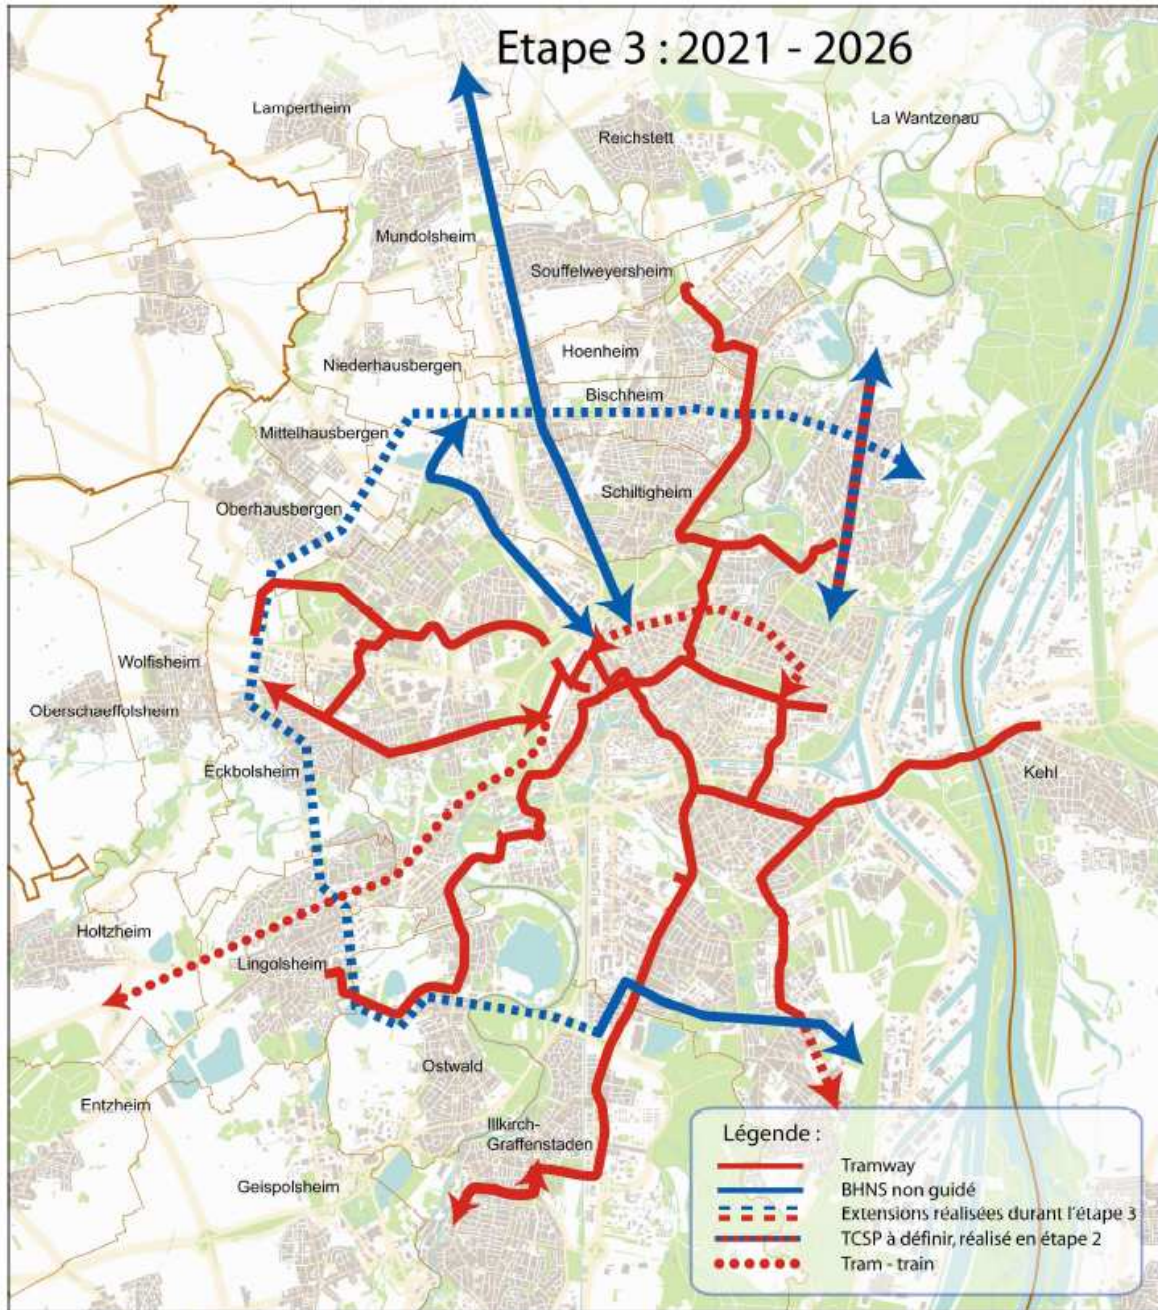 Etape 3 : 2021 - 2026
Lampertheim
Reichstett
La Wantzenau
Mundolsheim
Souffelweyersheim
Hoenheim
Niederhausbergen
Bischheim
Mittelhausbergen
Schiltigheim
Oberhausbergen
Wolfisheim
Oberschaeffolsheim
Eckbolsheim
Kehl
Holtzheim
Lingolsheim
Ostwald
Entzheim
Illkirch-
Graffenstaden
Geispolsheim
Légende :
Tramway
BHNS non guidé
Extensions réalisées durant l'étape 3
TCSP à définir, réalisé en étape 2
Tram - train